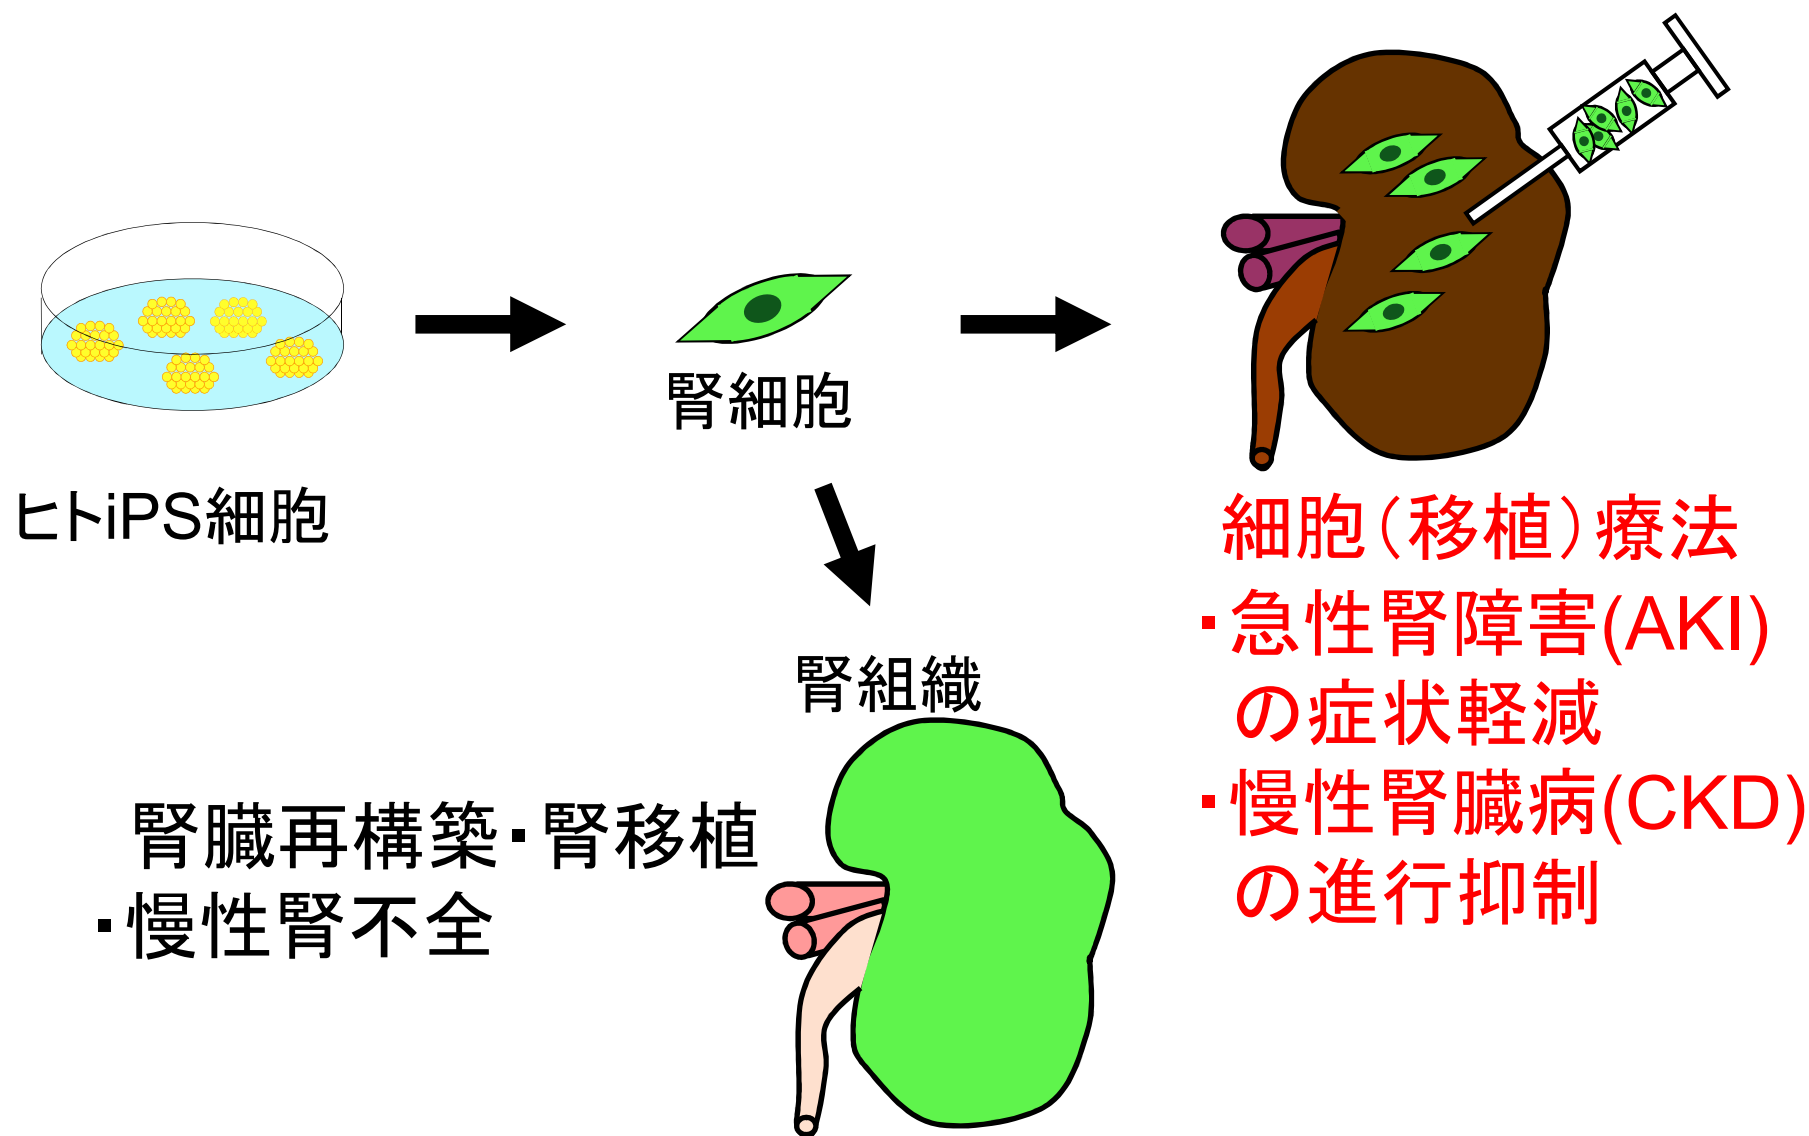 ヒトiPS細胞
腎細胞
細胞（移植）療法
・急性腎障害(AKI)
の症状軽減
・慢性腎臓病(CKD)
の進行抑制
腎組織
腎臓再構築・腎移植
・慢性腎不全